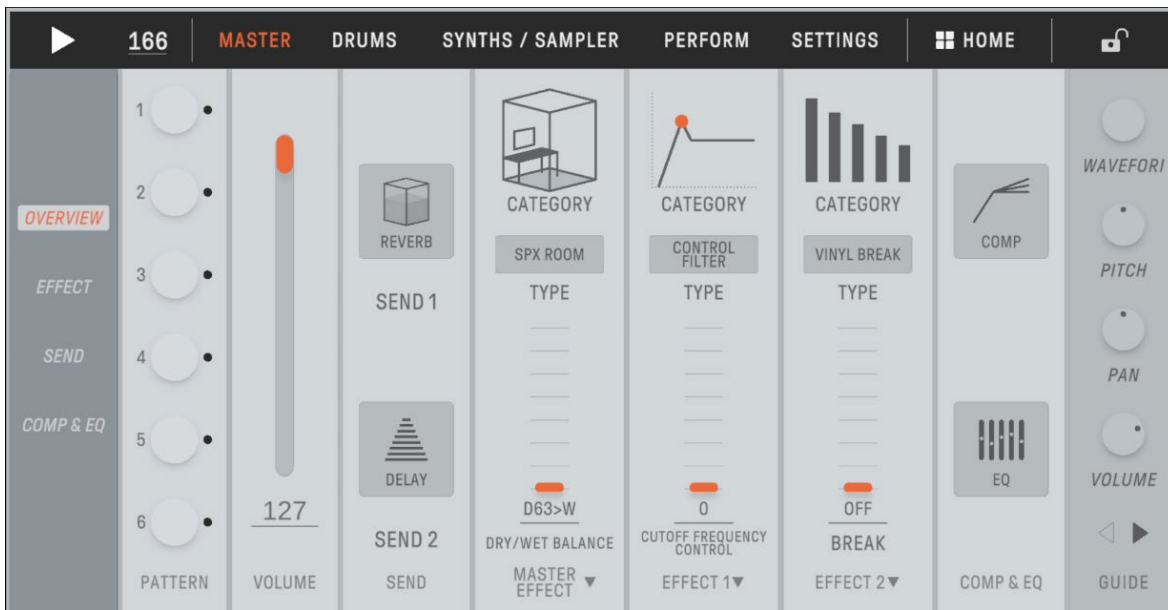 166
MASTER
DRUMS
SYNTHS / SAMPLER
PERFORM
SETTINGS
HOME
OVERVIEW
EFFECT
SEND
COMP & EQ
1
2
3
4
5
6
PATTERN
127
VOLUME
REVERB
SEND 1
DELAY
SEND 2
SEND
CATEGORY
SPX ROOM
TYPE
D63>W
DRY/WET BALANCE
MASTER
EFFECT
CATEGORY
CONTROL
FILTER
TYPE
0
CUTOFF FREQUENCY
CONTROL
EFFECT 1
CATEGORY
VINYL BREAK
TYPE
OFF
BREAK
EFFECT 2
COMP
EQ
COMP & EQ
WAVEFORI
PITCH
PAN
VOLUME
GUIDE